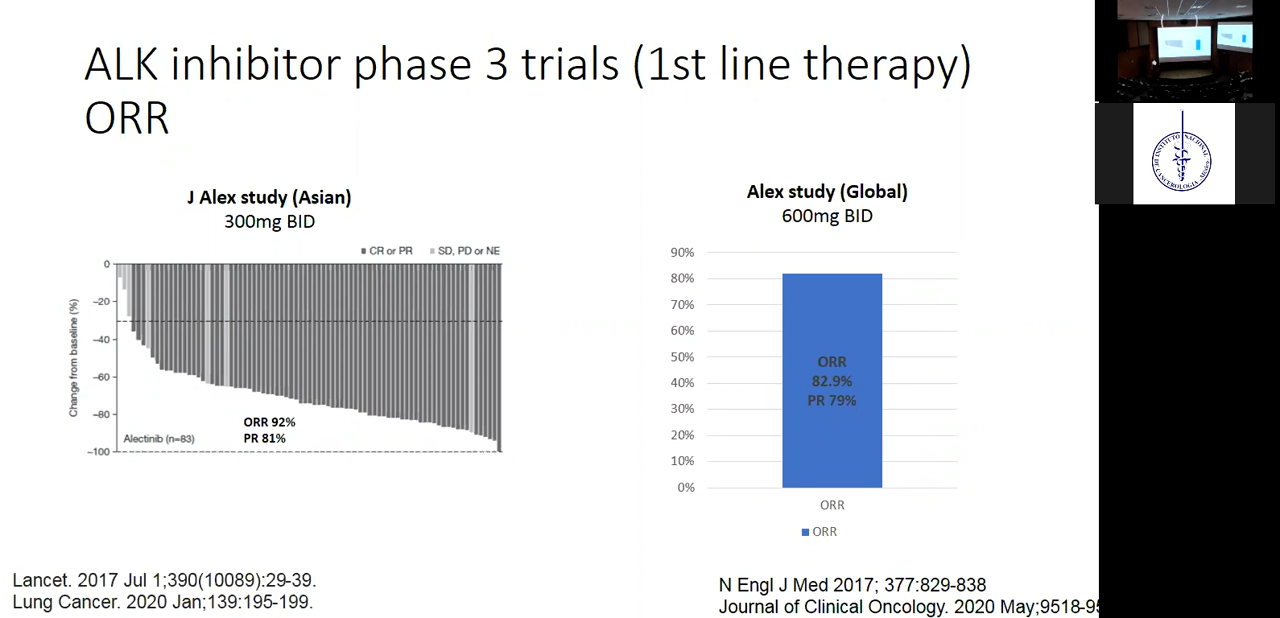 ALK inhibitor phase 3 trials (1st line therapy)
ORR
J Alex study (Asian)
300mg BID
CR or PR
SD, PD or NE
0
−20
−40
−60
−80
−100
Change from baseline (%)
ORR 92%
PR 81%
Alectinib (n=83)
Lancet. 2017 Jul 1;390(10089):29-39.
Lung Cancer. 2020 Jan;139:195-199.
Alex study (Global)
600mg BID
90%
80%
70%
60%
50%
40%
30%
20%
10%
0%
ORR
82.9%
PR 79%
ORR
ORR
N Engl J Med 2017; 377:829-838
Journal of Clinical Oncology. 2020 May;9518-95
INSTITUTO NACIONAL
DE CANCEROLOGIA